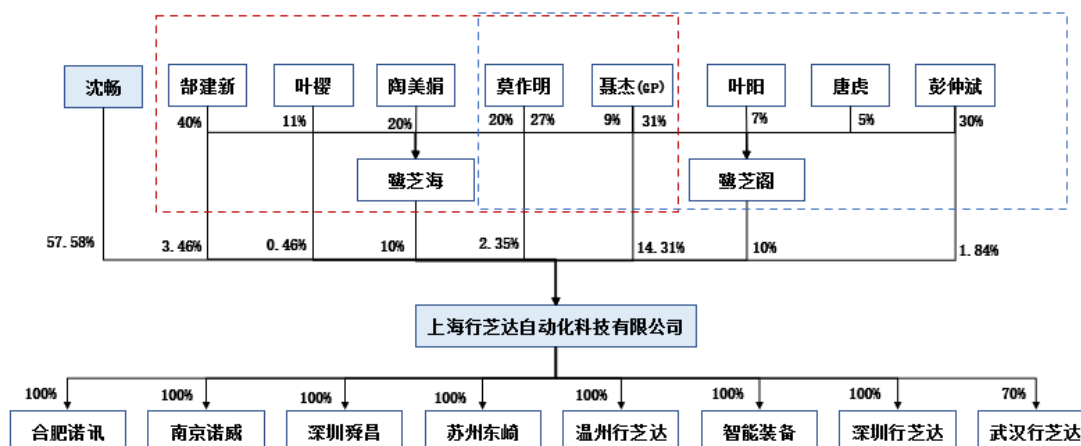 沈畅
郜建新
叶樱
陶美娟
莫作明
聂杰(GP)
叶阳
唐虎
彭仲斌
40%
11%
20%
20%
27%
9%
31%
7%
5%
30%
鹭芝海
鹭芝阁
57.58%
3.46%
0.46%
10%
2.35%
14.31%
10%
1.84%
上海行芝达自动化科技有限公司
100%
100%
100%
100%
100%
100%
100%
70%
合肥诺讯
南京诺威
深圳舜昌
苏州东崎
温州行芝达
智能装备
深圳行芝达
武汉行芝达